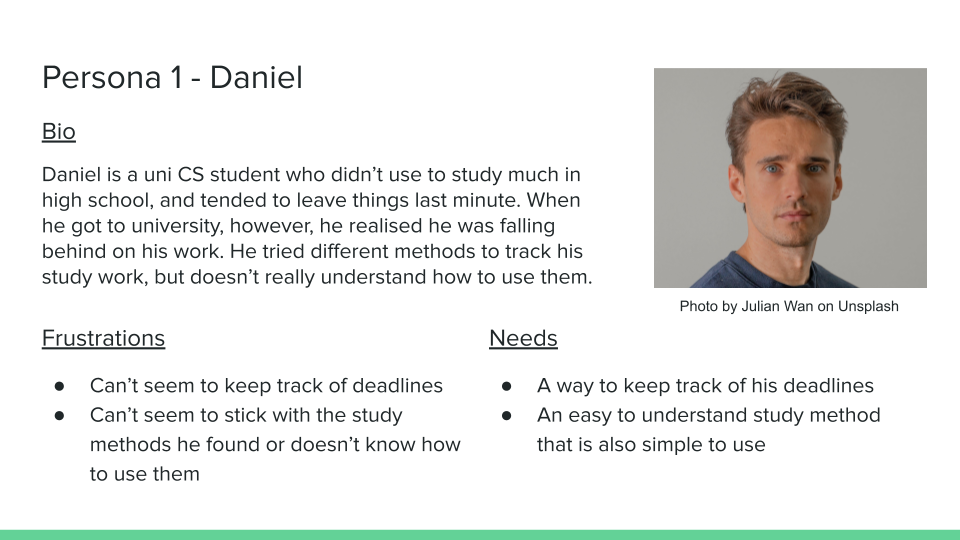 Persona 1 - Daniel
Bio
Daniel is a uni CS student who didn’t use to study much in
high school, and tended to leave things last minute. When
he got to university, however, he realised he was falling
behind on his work. He tried different methods to track his
study work, but doesn’t really understand how to use them.
Photo by Julian Wan on Unsplash
Frustrations
● Can’t seem to keep track of deadlines
● Can’t seem to stick with the study
methods he found or doesn’t know how
to use them
Needs
● A way to keep track of his deadlines
● An easy to understand study method
that is also simple to use